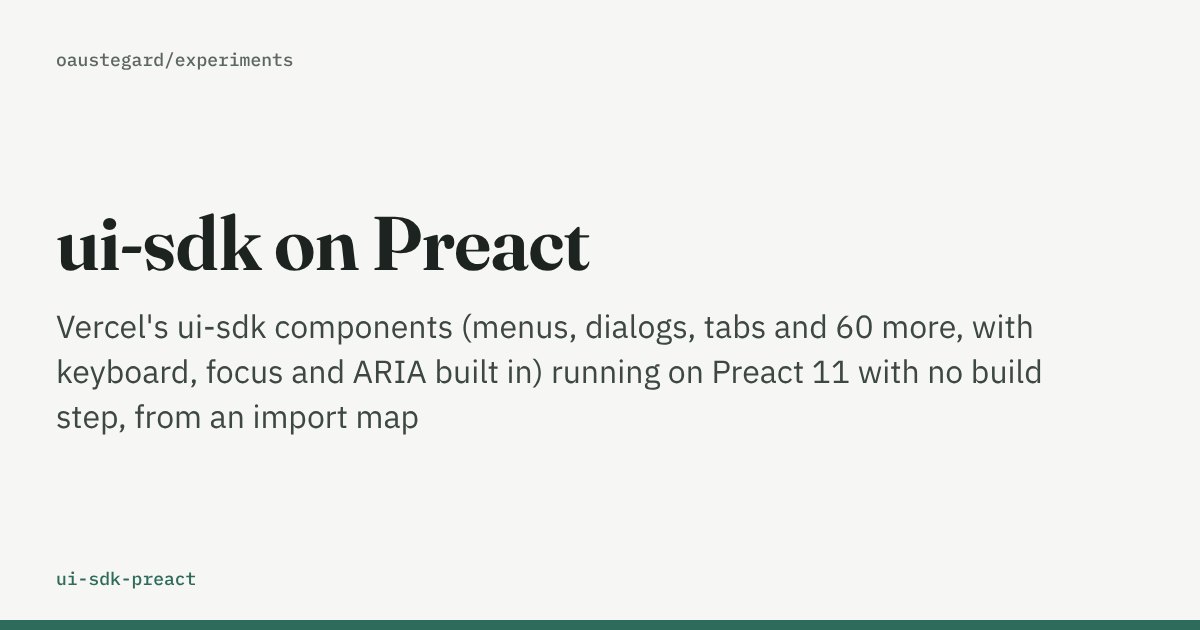 oaustegard/experiments
ui-sdk on Preact
Vercel's ui-sdk components (menus, dialogs, tabs and 60 more, with
keyboard, focus and ARIA built in) running on Preact 11 with no build
step, from an import map
ui-sdk-preact